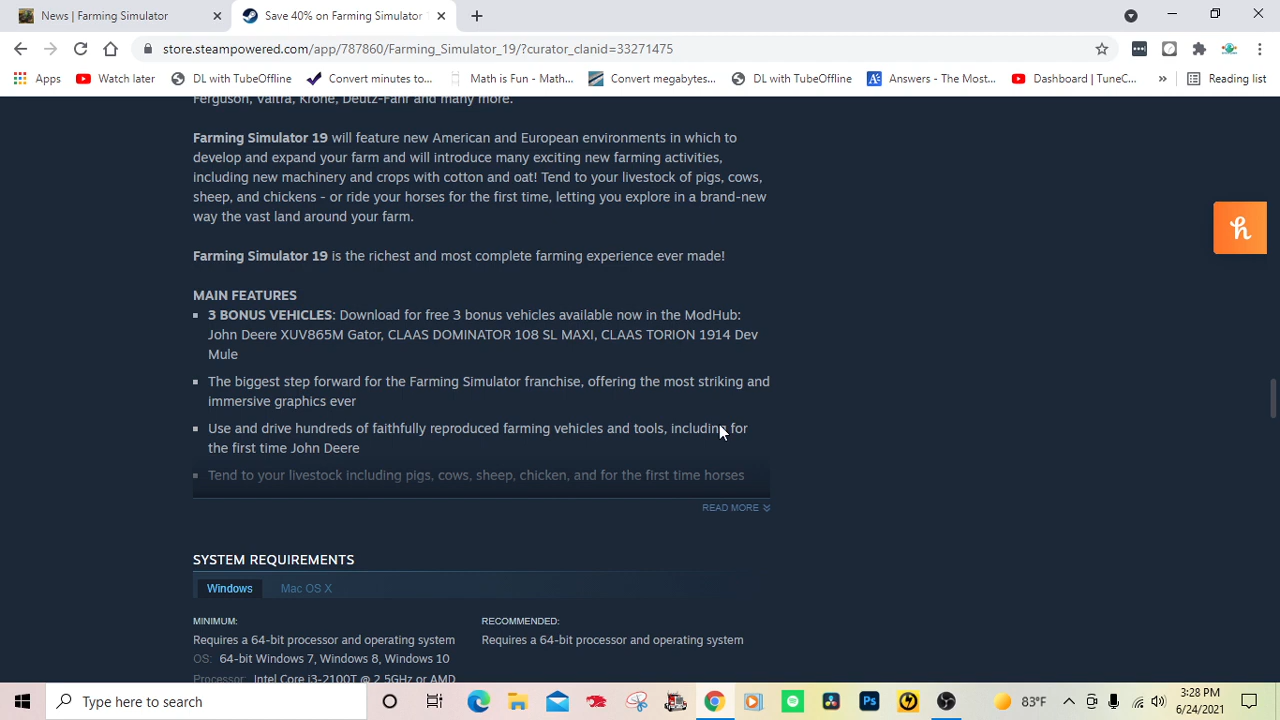 News | Farming Simulator
Save 40% on Farming Simulator
store.steampowered.com/app/787860/Farming_Simulator_19/?curator_clanid=33271475
Apps
Watch later
DL with TubeOffline
Convert minutes to...
Math is Fun - Math...
Convert megabytes...
DL with TubeOffline
Answers - The Most...
Dashboard | TuneC...
»
Reading list
Ferguson, Valtra, Krone, Deutz-Fahr and many more.
Farming Simulator 19 will feature new American and European environments in which to
develop and expand your farm and will introduce many exciting new farming activities,
including new machinery and crops with cotton and oat! Tend to your livestock of pigs, cows,
sheep, and chickens - or ride your horses for the first time, letting you explore in a brand-new
way the vast land around your farm.
Farming Simulator 19 is the richest and most complete farming experience ever made!
MAIN FEATURES
3 BONUS VEHICLES: Download for free 3 bonus vehicles available now in the ModHub:
John Deere XUV865M Gator, CLAAS DOMINATOR 108 SL MAXI, CLAAS TORION 1914 Dev
Mule
The biggest step forward for the Farming Simulator franchise, offering the most striking and
immersive graphics ever
Use and drive hundreds of faithfully reproduced farming vehicles and tools, including for
the first time John Deere
Tend to your livestock including pigs, cows, sheep, chicken, and for the first time horses
READ MORE
SYSTEM REQUIREMENTS
Windows
Mac OS X
MINIMUM:
Requires a 64-bit processor and operating system
OS: 64-bit Windows 7, Windows 8, Windows 10
Processor: Intel Core i3-2100T @ 2.5GHz or AMD
RECOMMENDED:
Requires a 64-bit processor and operating system
Type here to search
Ps
83°F
3:28 PM
6/24/2021